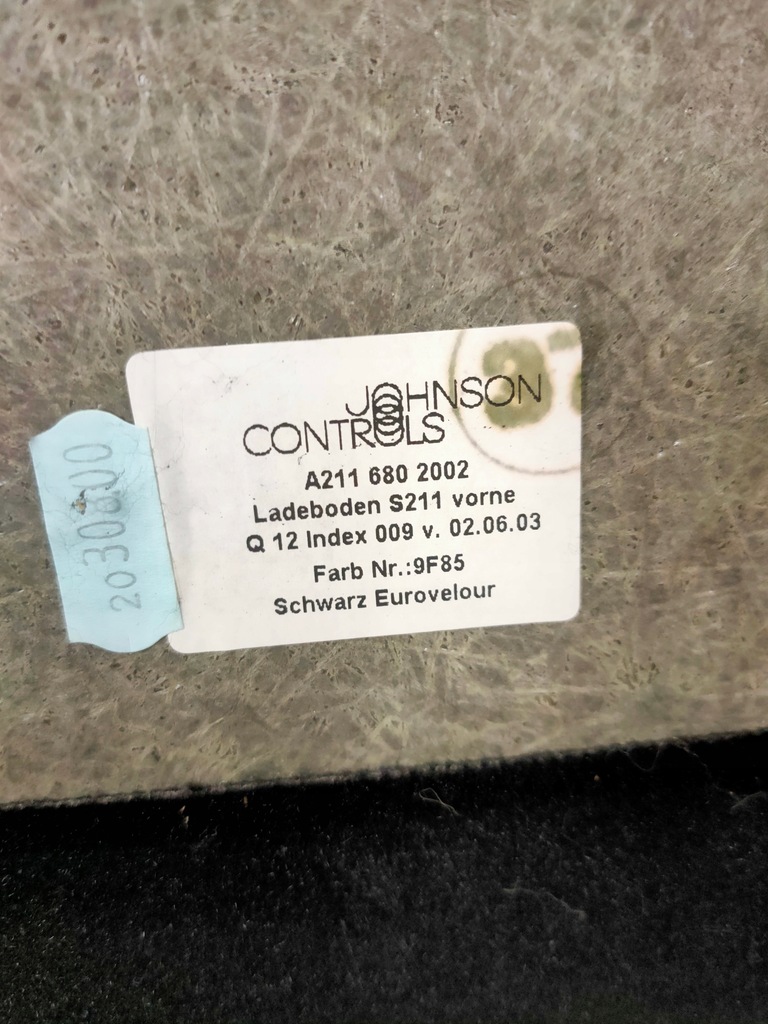 JOHNSON
CONTROLS
A211 680 2002
Ladeboden S211 vorne
Q 12 Index 009 v. 02.06.03
Farb Nr.:9F85
Schwarz Eurovelour